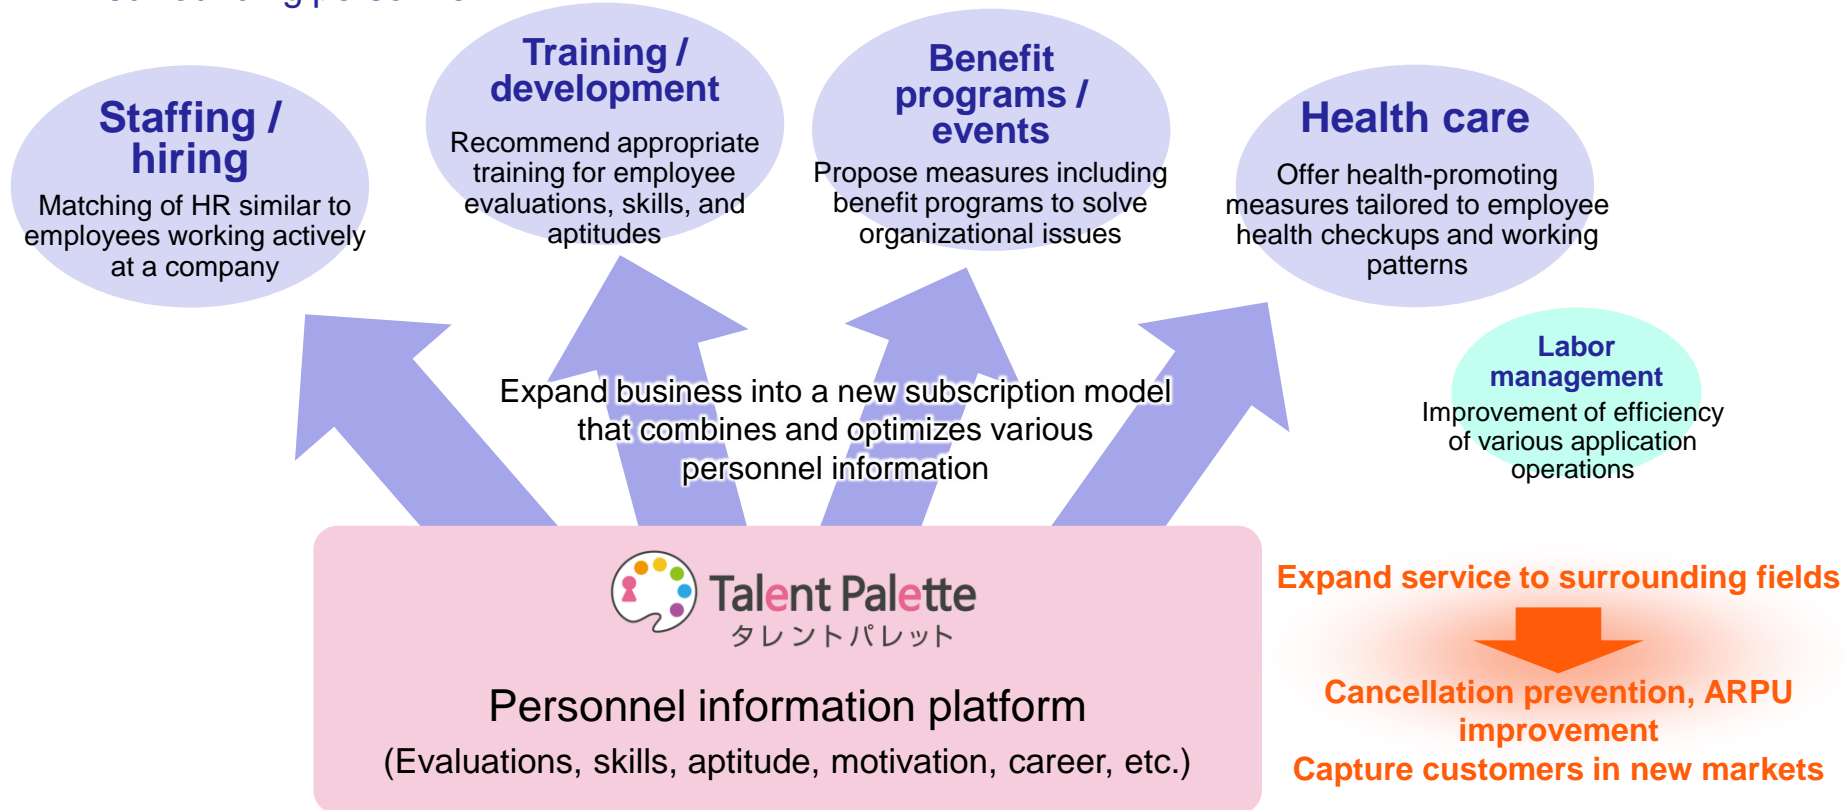 Staffing /
hiring
Matching of HR similar to
employees working actively
at a company
Training /
development
Recommend appropriate
training for employee
evaluations, skills, and
aptitudes
Benefit
programs /
events
Propose measures including
benefit programs to solve
organizational issues
Health care
Offer health-promoting
measures tailored to employee
health checkups and working
patterns
Labor
management
Improvement of efficiency
of various application
operations
Expand business into a new subscription model
that combines and optimizes various
personnel information
Talent Palette
タレントパレット
Personnel information platform
(Evaluations, skills, aptitude, motivation, career, etc.)
Expand service to surrounding fields
Cancellation prevention, ARPU
improvement
Capture customers in new markets